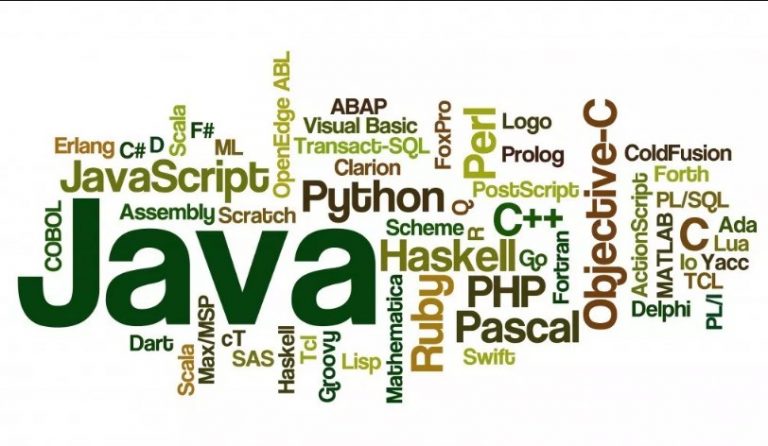 Erlang
C#
D
Scala
F#
ML
OpenEdge ABL
ABAP
Visual Basic
Transact-SQL
Clarion
FoxPro
Perl
Logo
Prolog
PostScript
Objective-C
ColdFusion
Forth
PL/SQL
ActionScript
MATLAB
C
Ada
Lua
Io
Yacc
TCL
Delphi
PL/I
JavaScript
Assembly
Scratch
Python
Q
COBOL
Java
Scheme
R
C++
Haskell
Go
Fortran
Mathematica
Ruby
PHP
Pascal
Swift
Dart
Scala
Max/MSP
cT
SAS
Haskell
Tcl
Groovy
Lisp